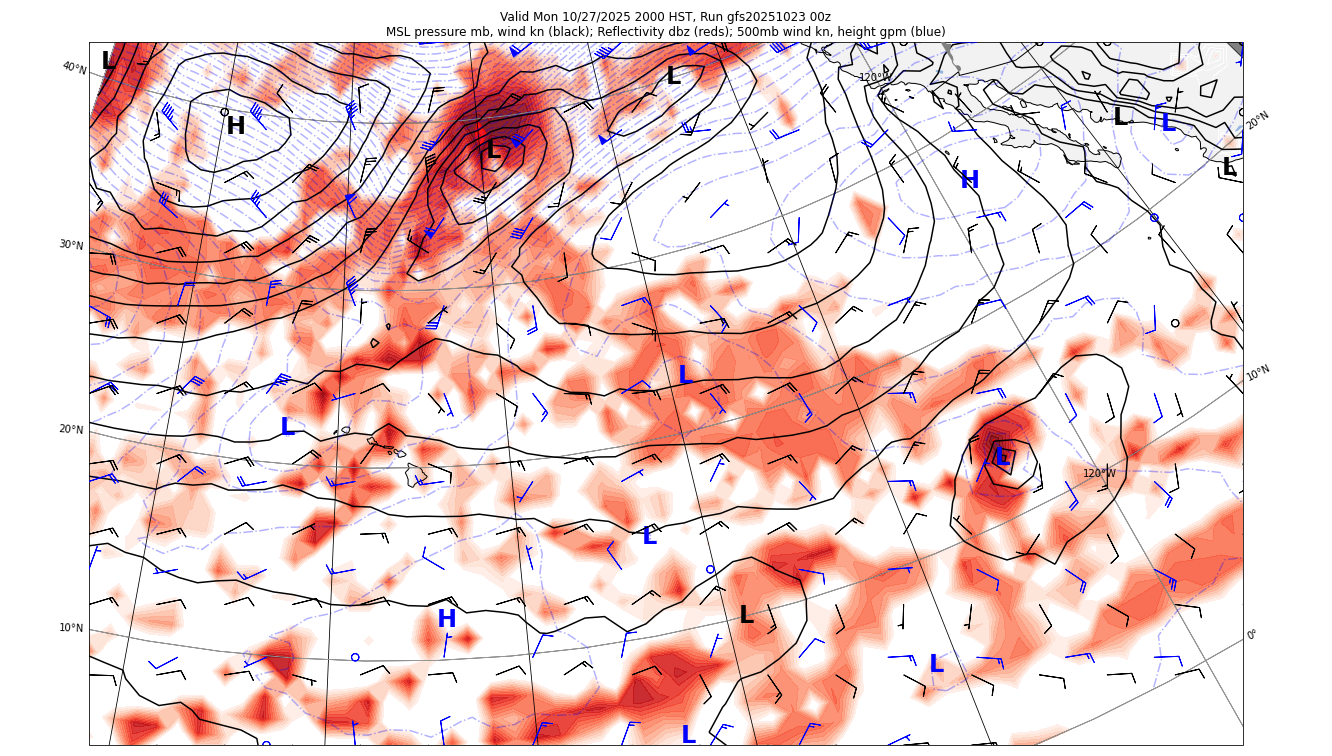 Valid Mon 10/27/2025 2000 HST, Run gfs20251023 00z
MSL pressure mb, wind kn (black); Reflectivity dbz (reds); 500mb wind kn, height gpm (blue)
L
40°N
H
L
L
120°W
L
L
20°N
L
H
30°N
10°N
L
L
20°N
L
120°W
L
H
L
10°N
0°
L
L